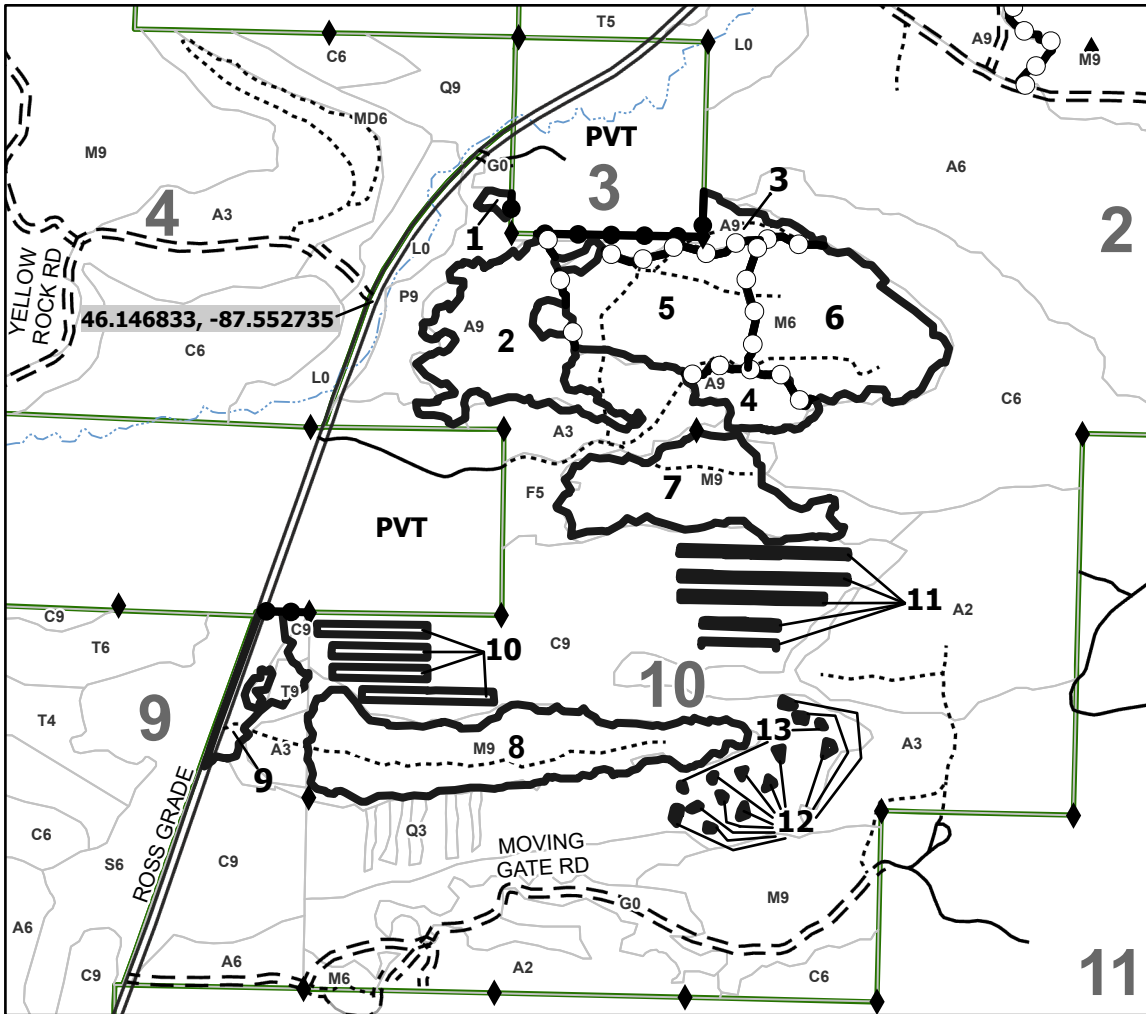 T5
L0
A9
M9
C6
Q9
MD6
PVT
G0
M9
3
3
A6
4
A3
1
A9
2
L0
YELLOW
ROCK RD
P9
46.146833, -87.552735
5
M6
6
A9
2
C6
A9
4
C6
L0
A3
7
M9
F5
PVT
11
A2
C9
T6
C9
10
C9
10
T9
T4
9
A3
M9
8
13
A3
9
ROSS GRADE
12
Q3
C6
S6
C9
MOVING
GATE RD
G0
M9
A6
C9
A6
M6
A2
C6
11